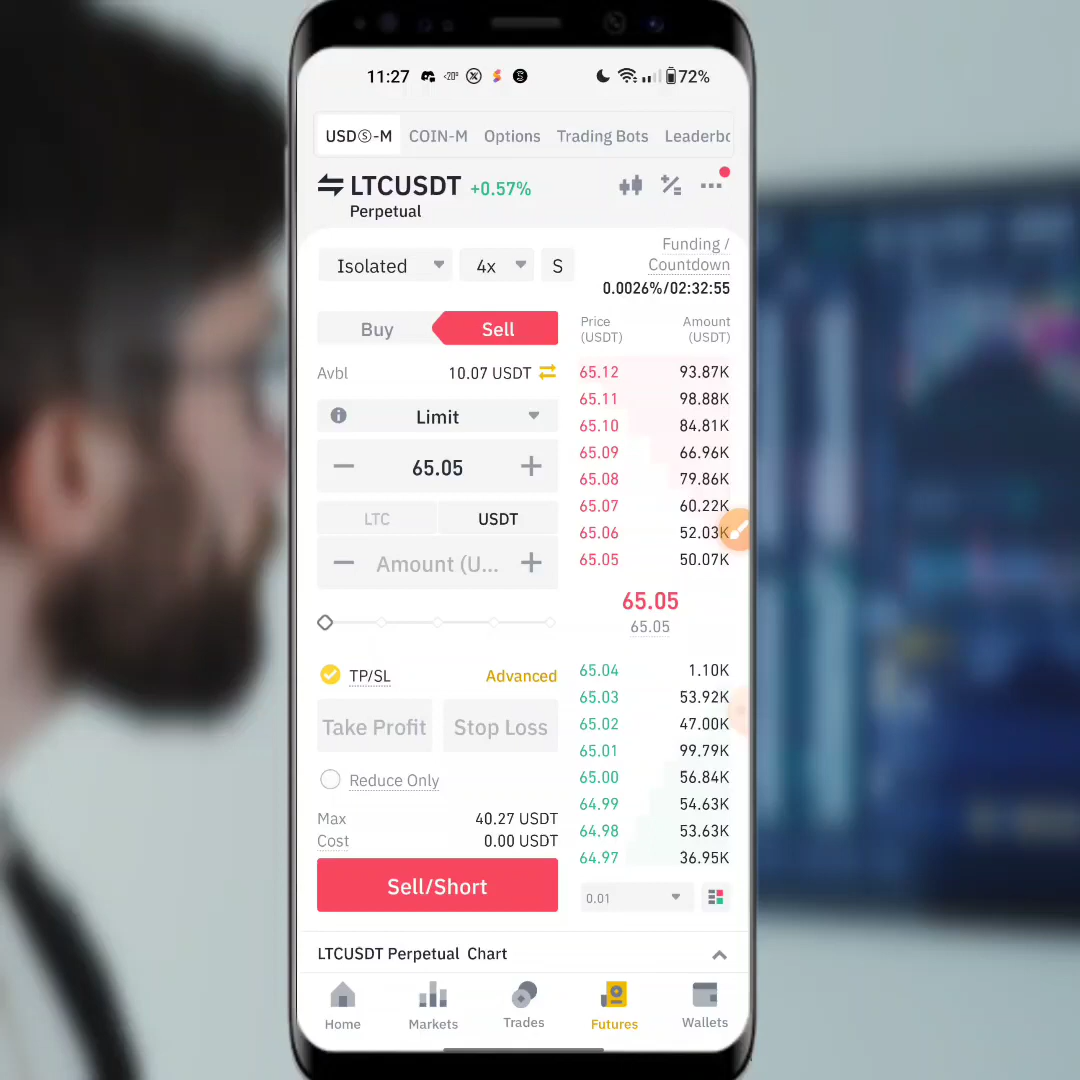 11:27 <20° 72%
USDⓈ-M COIN-M Options Trading Bots Leaderbo
LTCUSDT +0.57%
Perpetual
Isolated 4x S
Funding /
Countdown
0.0026%/02:32:55
Buy Sell
Price
(USDT)
Amount
(USDT)
Avbl 10.07 USDT
Limit
65.05
LTC USDT
Amount (U...
TP/SL Advanced
Take Profit Stop Loss
Reduce Only
Max 40.27 USDT
Cost 0.00 USDT
Sell/Short
65.12 93.87K
65.11 98.88K
65.10 84.81K
65.09 66.96K
65.08 79.86K
65.07 60.22K
65.06 52.03K
65.05 50.07K
65.05
65.05
65.04 1.10K
65.03 53.92K
65.02 47.00K
65.01 99.79K
65.00 56.84K
64.99 54.63K
64.98 53.63K
64.97 36.95K
0.01
LTCUSDT Perpetual Chart
Home Markets Trades Futures Wallets